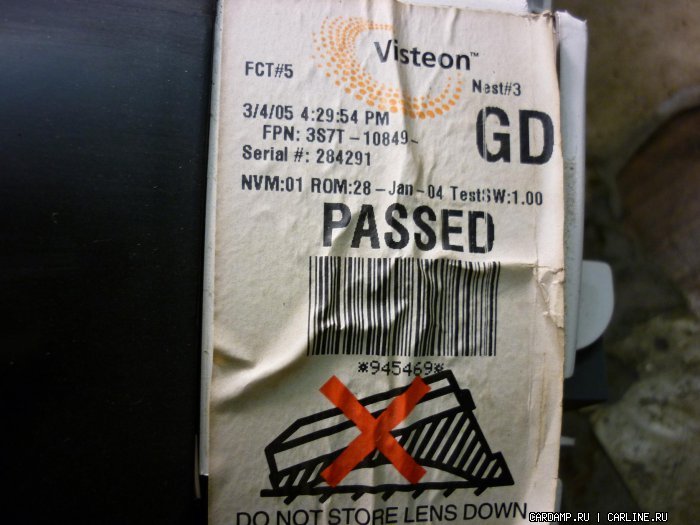 Visteon™
FCT#5
Nest#3
3/4/05 4:29:54 PM
GD
FPN: 3S7T-10849-
Serial #: 284291
NVM:01 ROM:28-Jan-04 TestSW:1.00
PASSED
*945469*
DO NOT STORE LENS DOWN
CARDAMP.RU | CARLINE.RU